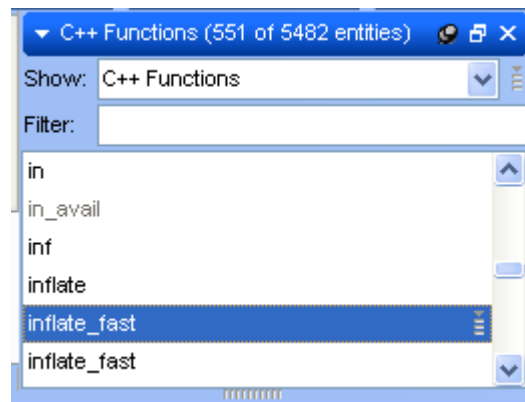 C++ Functions (551 of 5482 entities)
Show: C++ Functions
Filter:
in
in_avail
inf
inflate
inflate_fast
inflate_fast